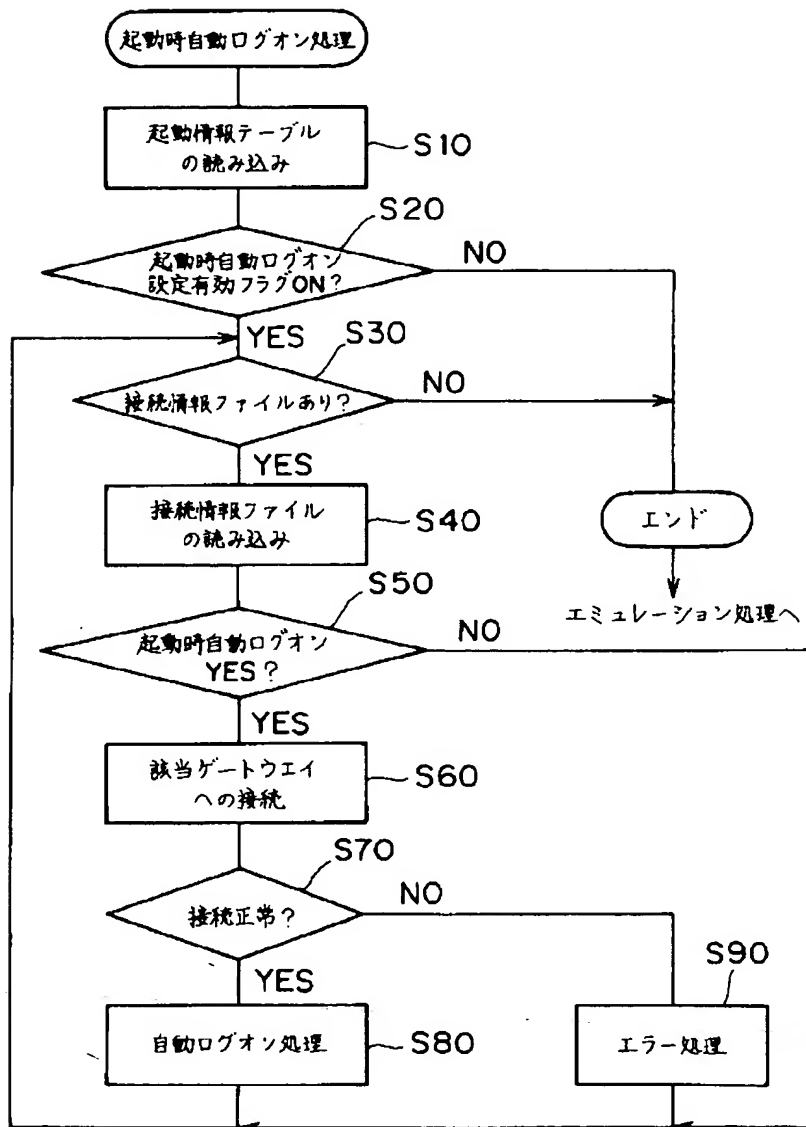 起動時自動ログオン処理
起動情報テーブル
の読み込み
S10
S20
起動時自動ログオン
設定有効フラグON?
NO
YES
S30
接続情報ファイルあり?
NO
YES
接続情報ファイル
の読み込み
S40
エンド
エミュレーション処理へ
S50
起動時自動ログオン
YES?
NO
YES
該当ゲートウエイ
への接続
S60
S70
接続正常?
NO
YES
S90
自動ログオン処理
S80
エラー処理